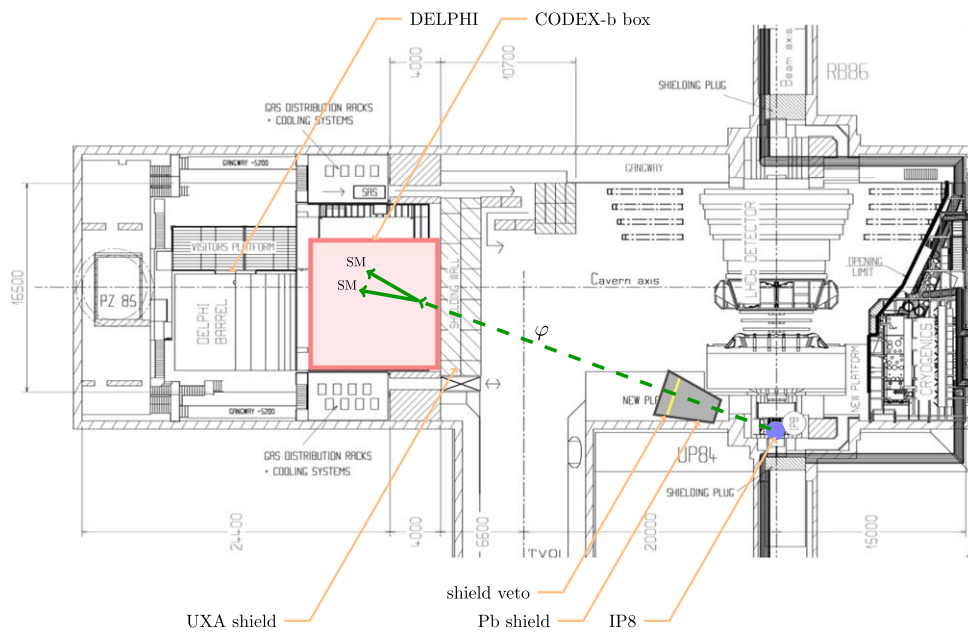 DELPHI
CODEX-b box
4000
10700
Beam axis
RB86
SHIELDING PLUG
GAS DISTRIBUTION RACKS
+ COOLING SYSTEMS
GANGWAY +5200
GANGWAY
SAS
VISITORS PLATFORM
LHCb DETECTOR
SM
SM
SHIELDING WALL
Cavern axis
OPENING
LIMIT
16500
PZ 85
DELPHI
BARREL
φ
CRYOGENICS
NEW PLATFORM
NEW PLA
GANGWAY +5200
IP8
GAS DISTRIBUTION RACKS
+ COOLING SYSTEMS
UP84
SHIELDING PLUG
24400
4000
6600
20000
15000
shield veto
UXA shield
Pb shield
IP8